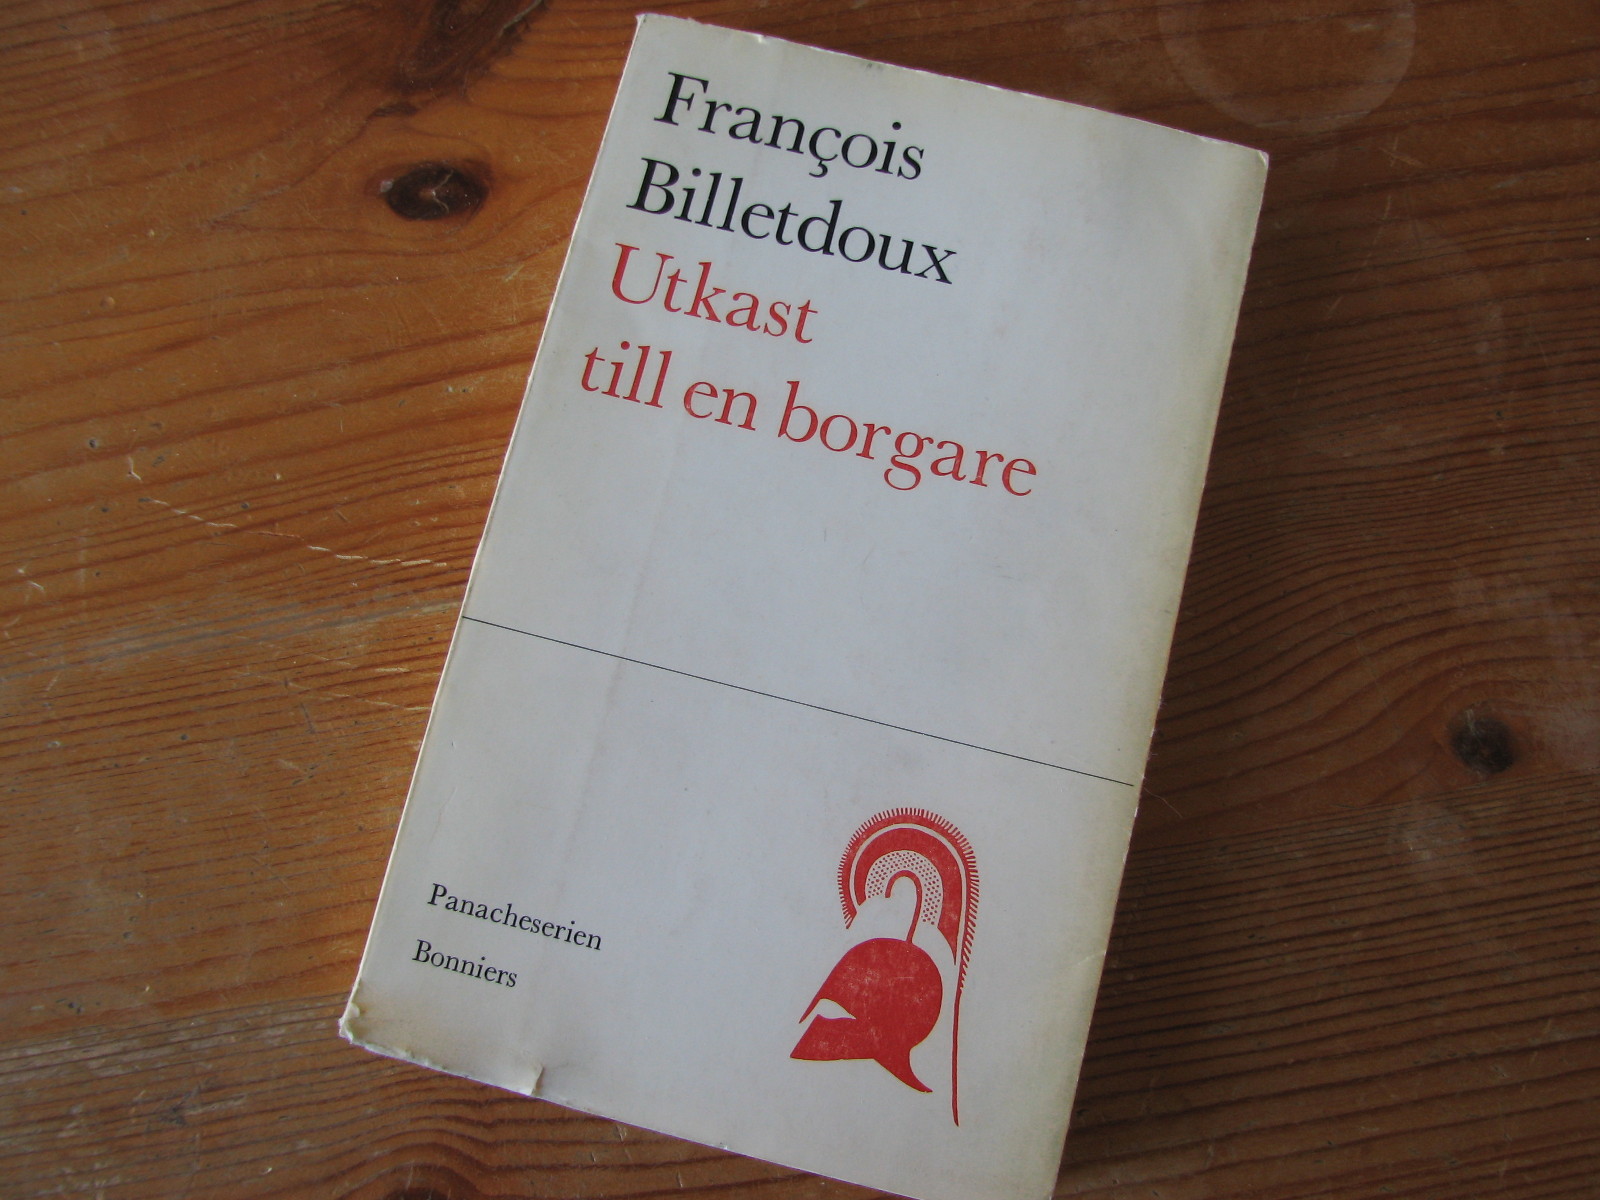 François
Billetdoux
Utkast
till en borgare
Panacheserien
Bonniers